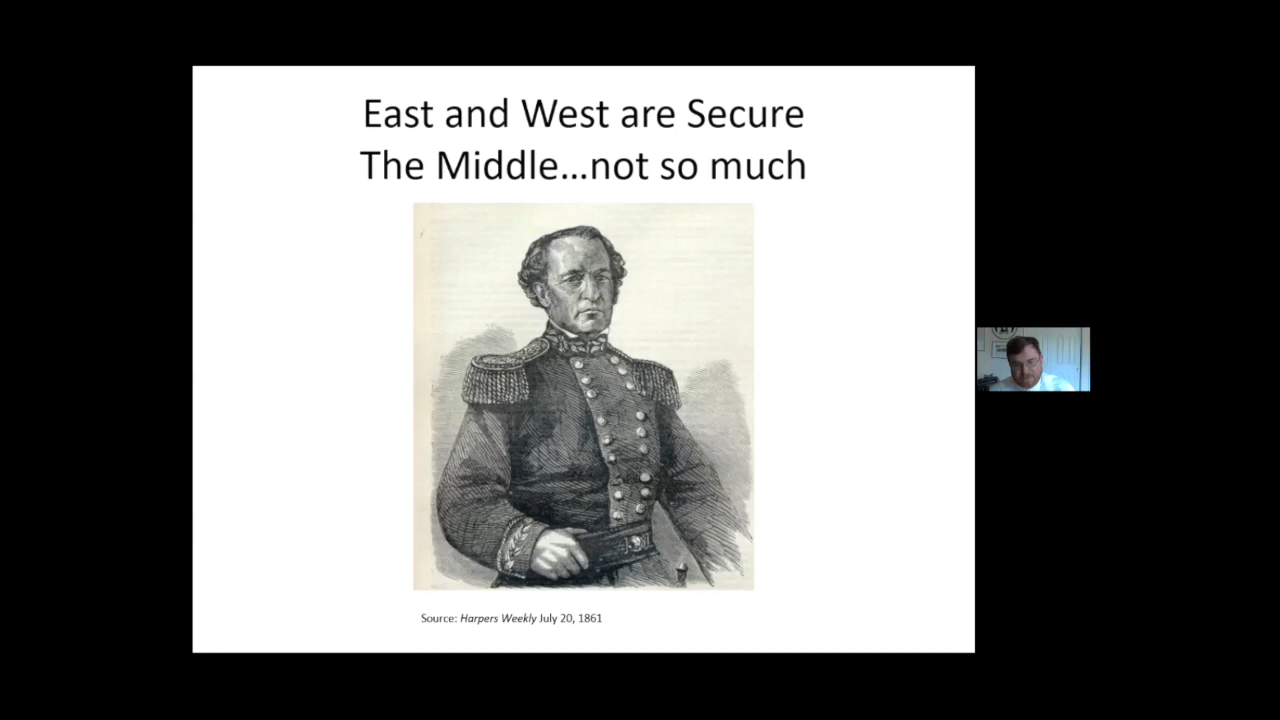 East and West are Secure
The Middle...not so much
Source: Harpers Weekly July 20, 1861